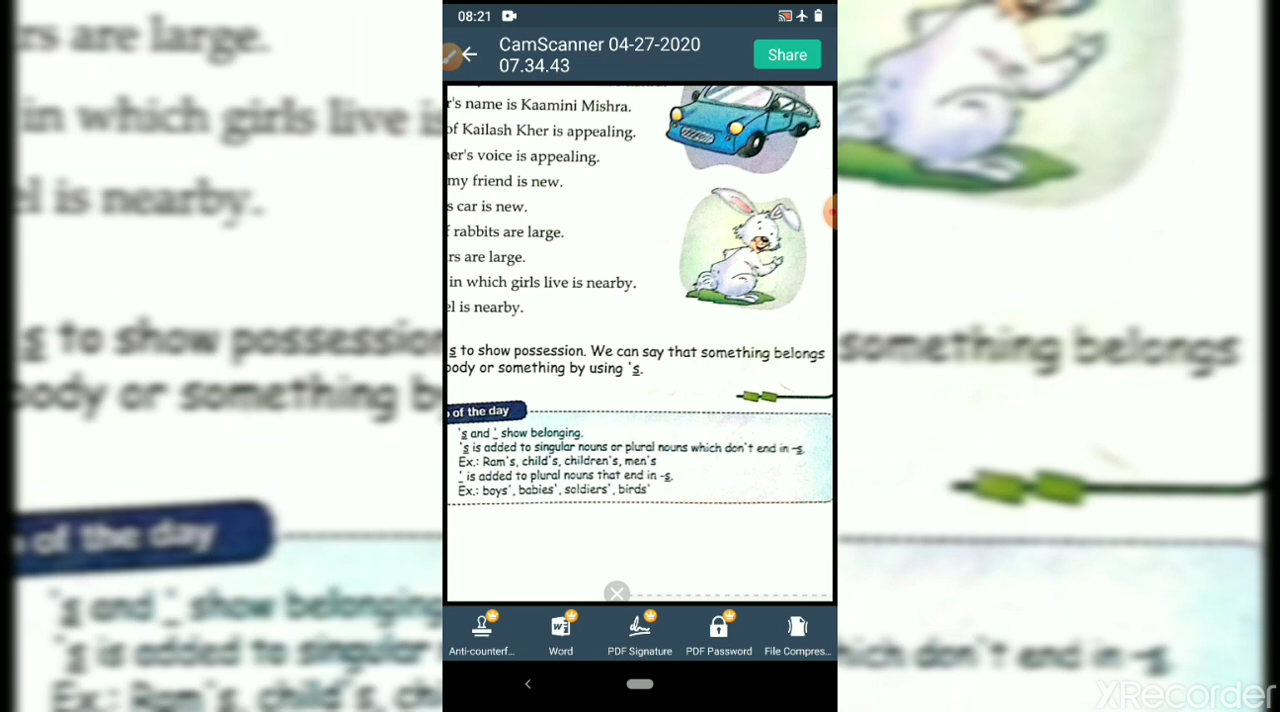 08:21
CamScanner 04-27-2020
07.34.43
Share
r's name is Kaamini Mishra.
of Kailash Kher is appealing.
er's voice is appealing.
my friend is new.
s car is new.
f rabbits are large.
rs are large.
in which girls live is nearby.
el is nearby.
s to show possession. We can say that something belongs
body or something by using 's.
of the day
's and ' show belonging.
's is added to singular nouns or plural nouns which don't end in -s.
Ex.: Ram's, child's, children's, men's
' is added to plural nouns that end in -s.
Ex.: boys', babies', soldiers', birds'
Anti-counterf...
Word
PDF Signature
PDF Password
File Compres...
XRecorder